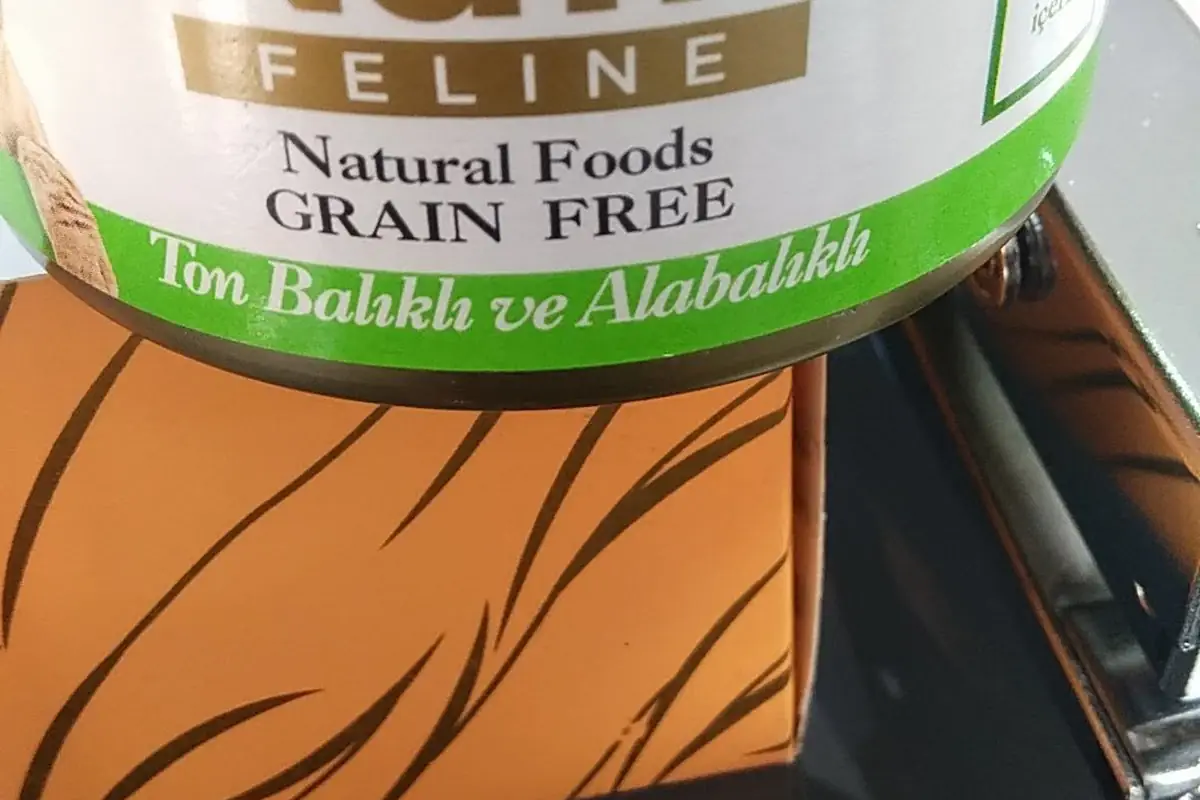 FELINE
Natural Foods
GRAIN FREE
Ton Balıklı ve Alabalıklı